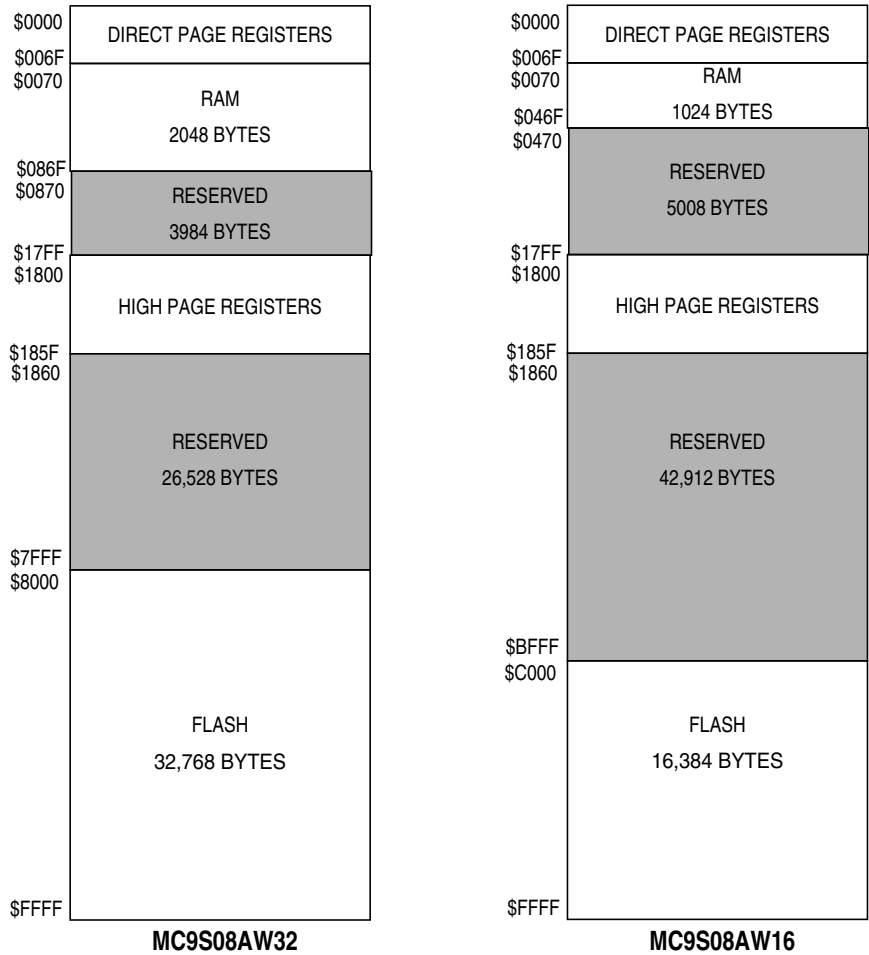 $0000
DIRECT PAGE REGISTERS
$006F
$0070
RAM
2048 BYTES
$086F
$0870
RESERVED
3984 BYTES
$17FF
$1800
HIGH PAGE REGISTERS
$185F
$1860
RESERVED
26,528 BYTES
$7FFF
$8000
FLASH
32,768 BYTES
$FFFF
MC9S08AW32
$0000
DIRECT PAGE REGISTERS
$006F
$0070
RAM
1024 BYTES
$046F
$0470
RESERVED
5008 BYTES
$17FF
$1800
HIGH PAGE REGISTERS
$185F
$1860
RESERVED
42,912 BYTES
$BFFF
$C000
FLASH
16,384 BYTES
$FFFF
MC9S08AW16